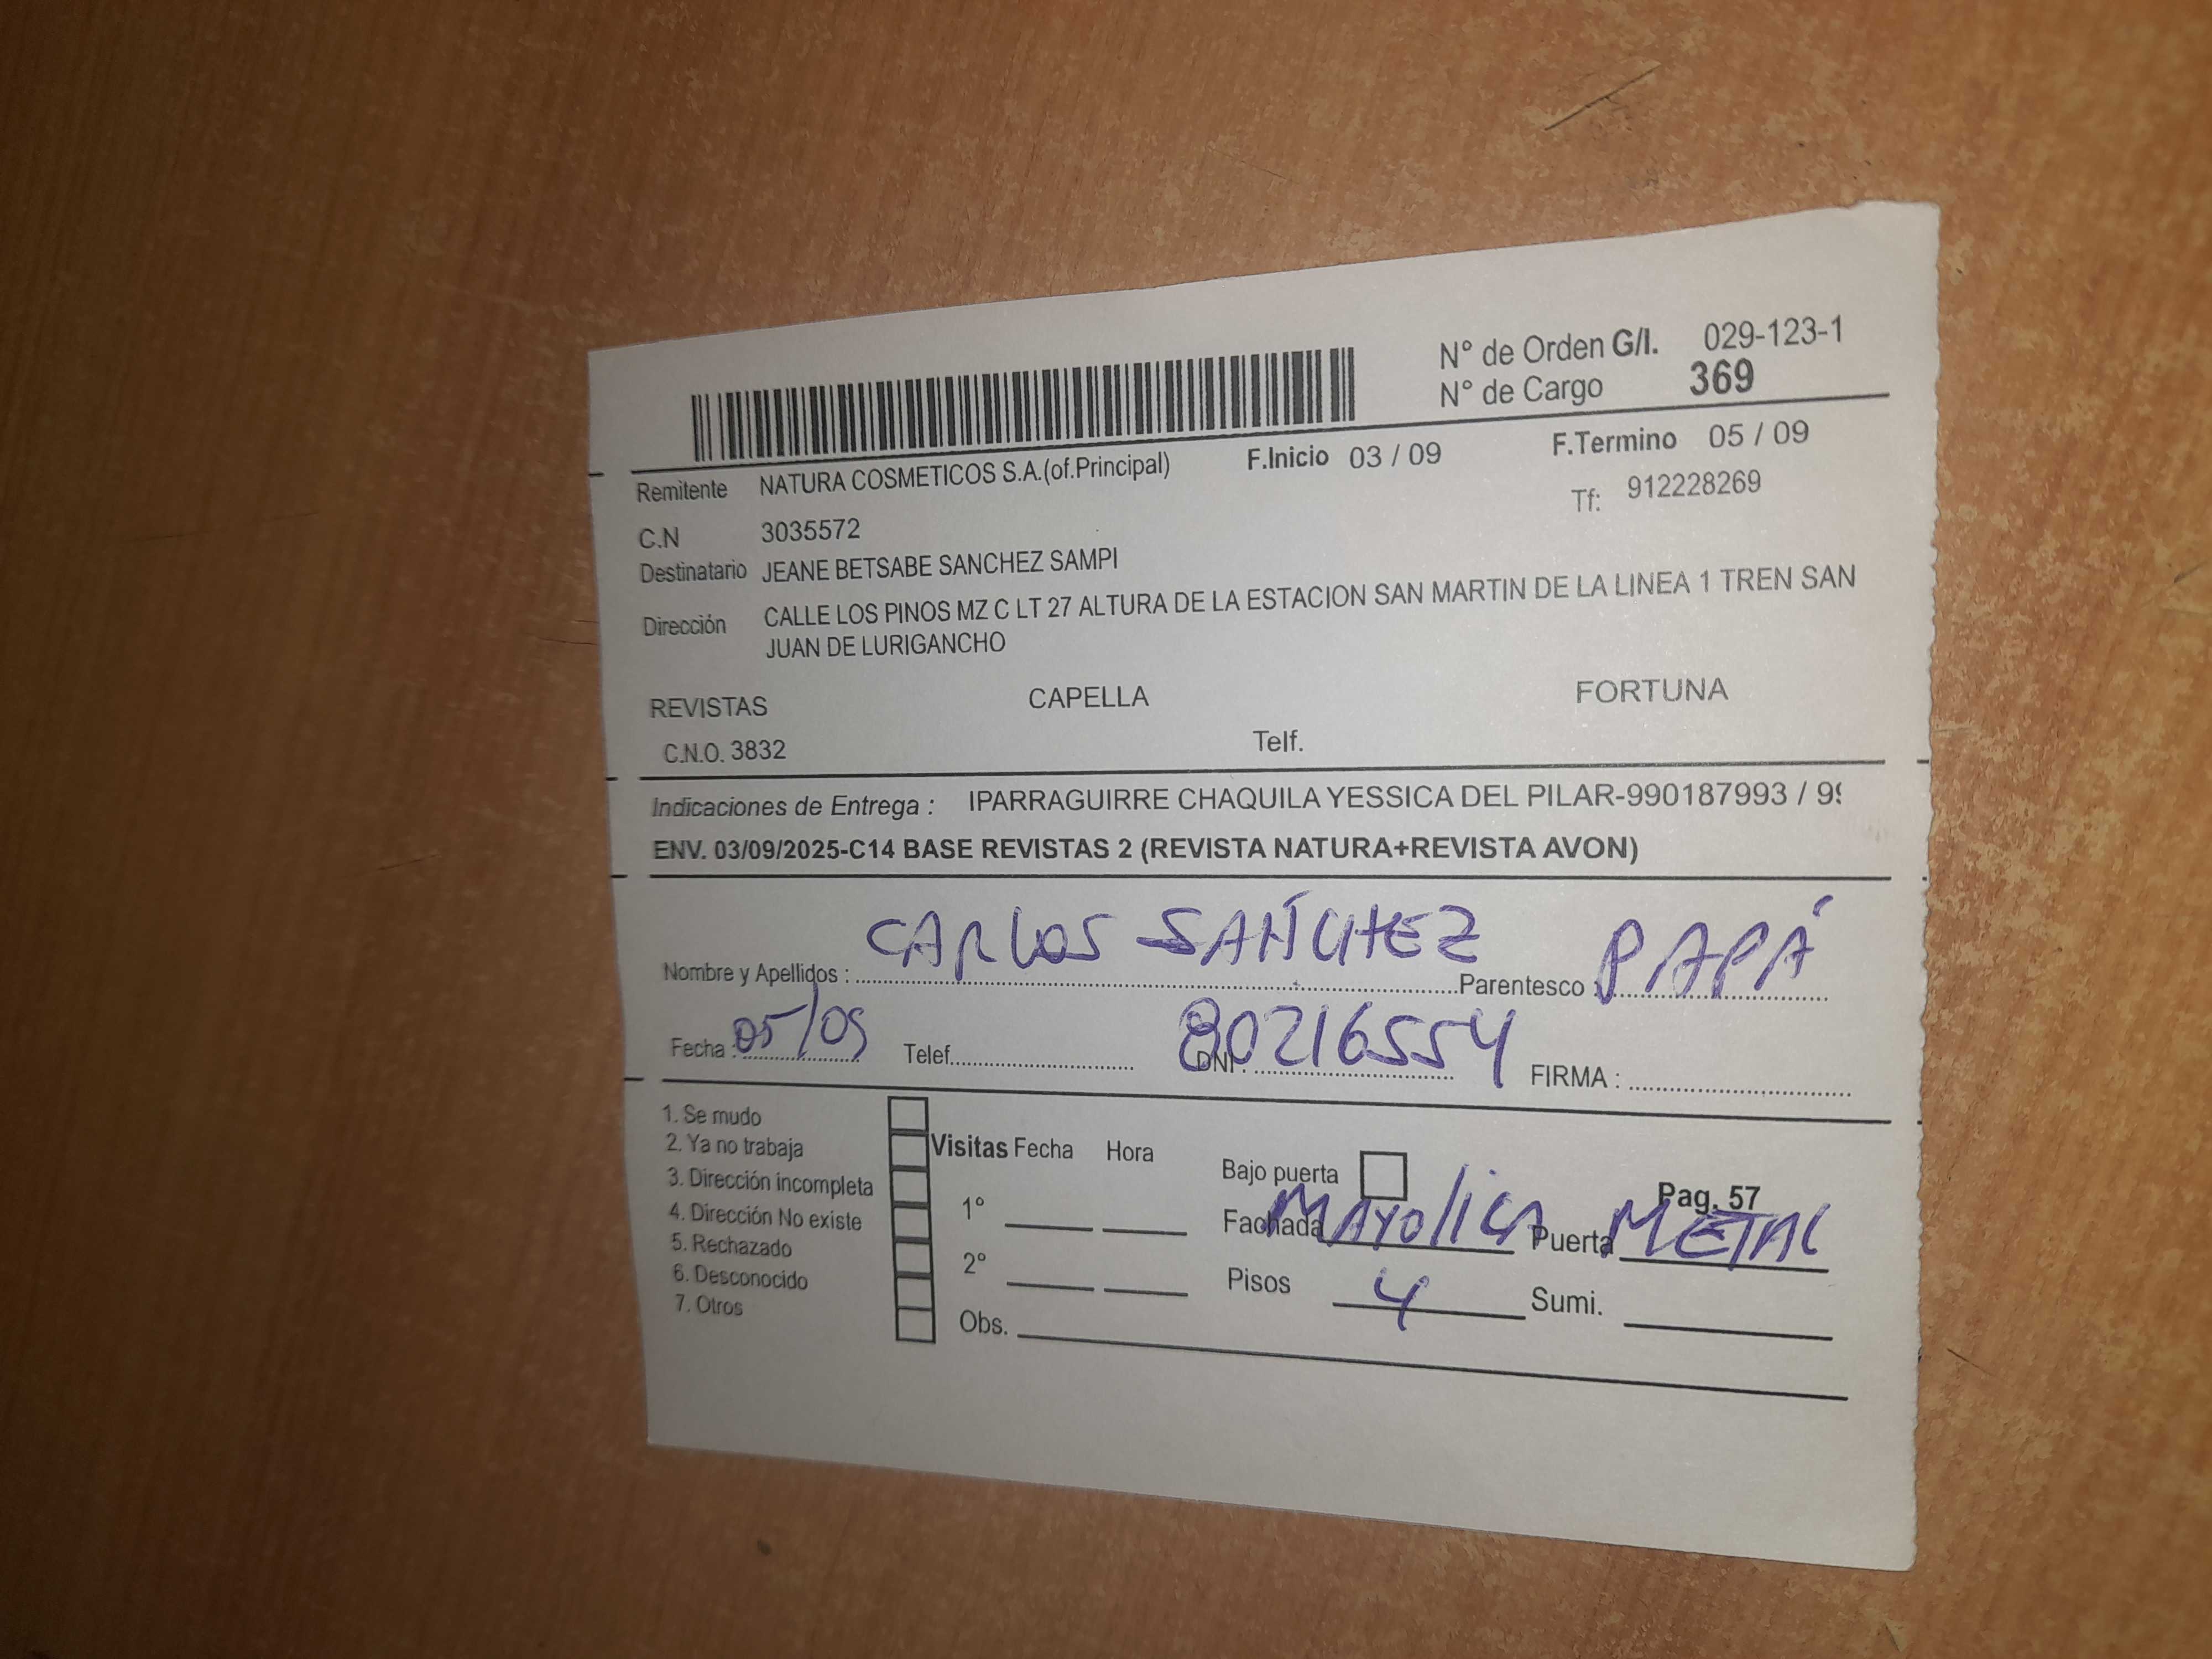 N° de Orden G/I. 029-123-1
N° de Cargo 369
Remitente NATURA COSMETICOS S.A.(of.Principal) F.Inicio 03 / 09 F.Termino 05 / 09
C.N 3035572 Tf: 912228269
Destinatario JEANE BETSABE SANCHEZ SAMPI
Dirección CALLE LOS PINOS MZ C LT 27 ALTURA DE LA ESTACION SAN MARTIN DE LA LINEA 1 TREN SAN
JUAN DE LURIGANCHO
REVISTAS CAPELLA FORTUNA
C.N.O. 3832 Telf.
Indicaciones de Entrega : IPARRAGUIRRE CHAQUILA YESSICA DEL PILAR-990187993 / 99
ENV. 03/09/2025-C14 BASE REVISTAS 2 (REVISTA NATURA+REVISTA AVON)
Nombre y Apellidos : CARLOS SANCHEZ Parentesco : PAPÁ
Fecha : 05/09 Telef. DNI : 80216554 FIRMA :
1. Se mudo
2. Ya no trabaja Visitas Fecha Hora
3. Dirección incompleta Bajo puerta Pag. 57
4. Dirección No existe 1° Fachada MAYOLICA Puerta METAL
5. Rechazado
6. Desconocido 2° Pisos 4 Sumi.
7. Otros Obs.